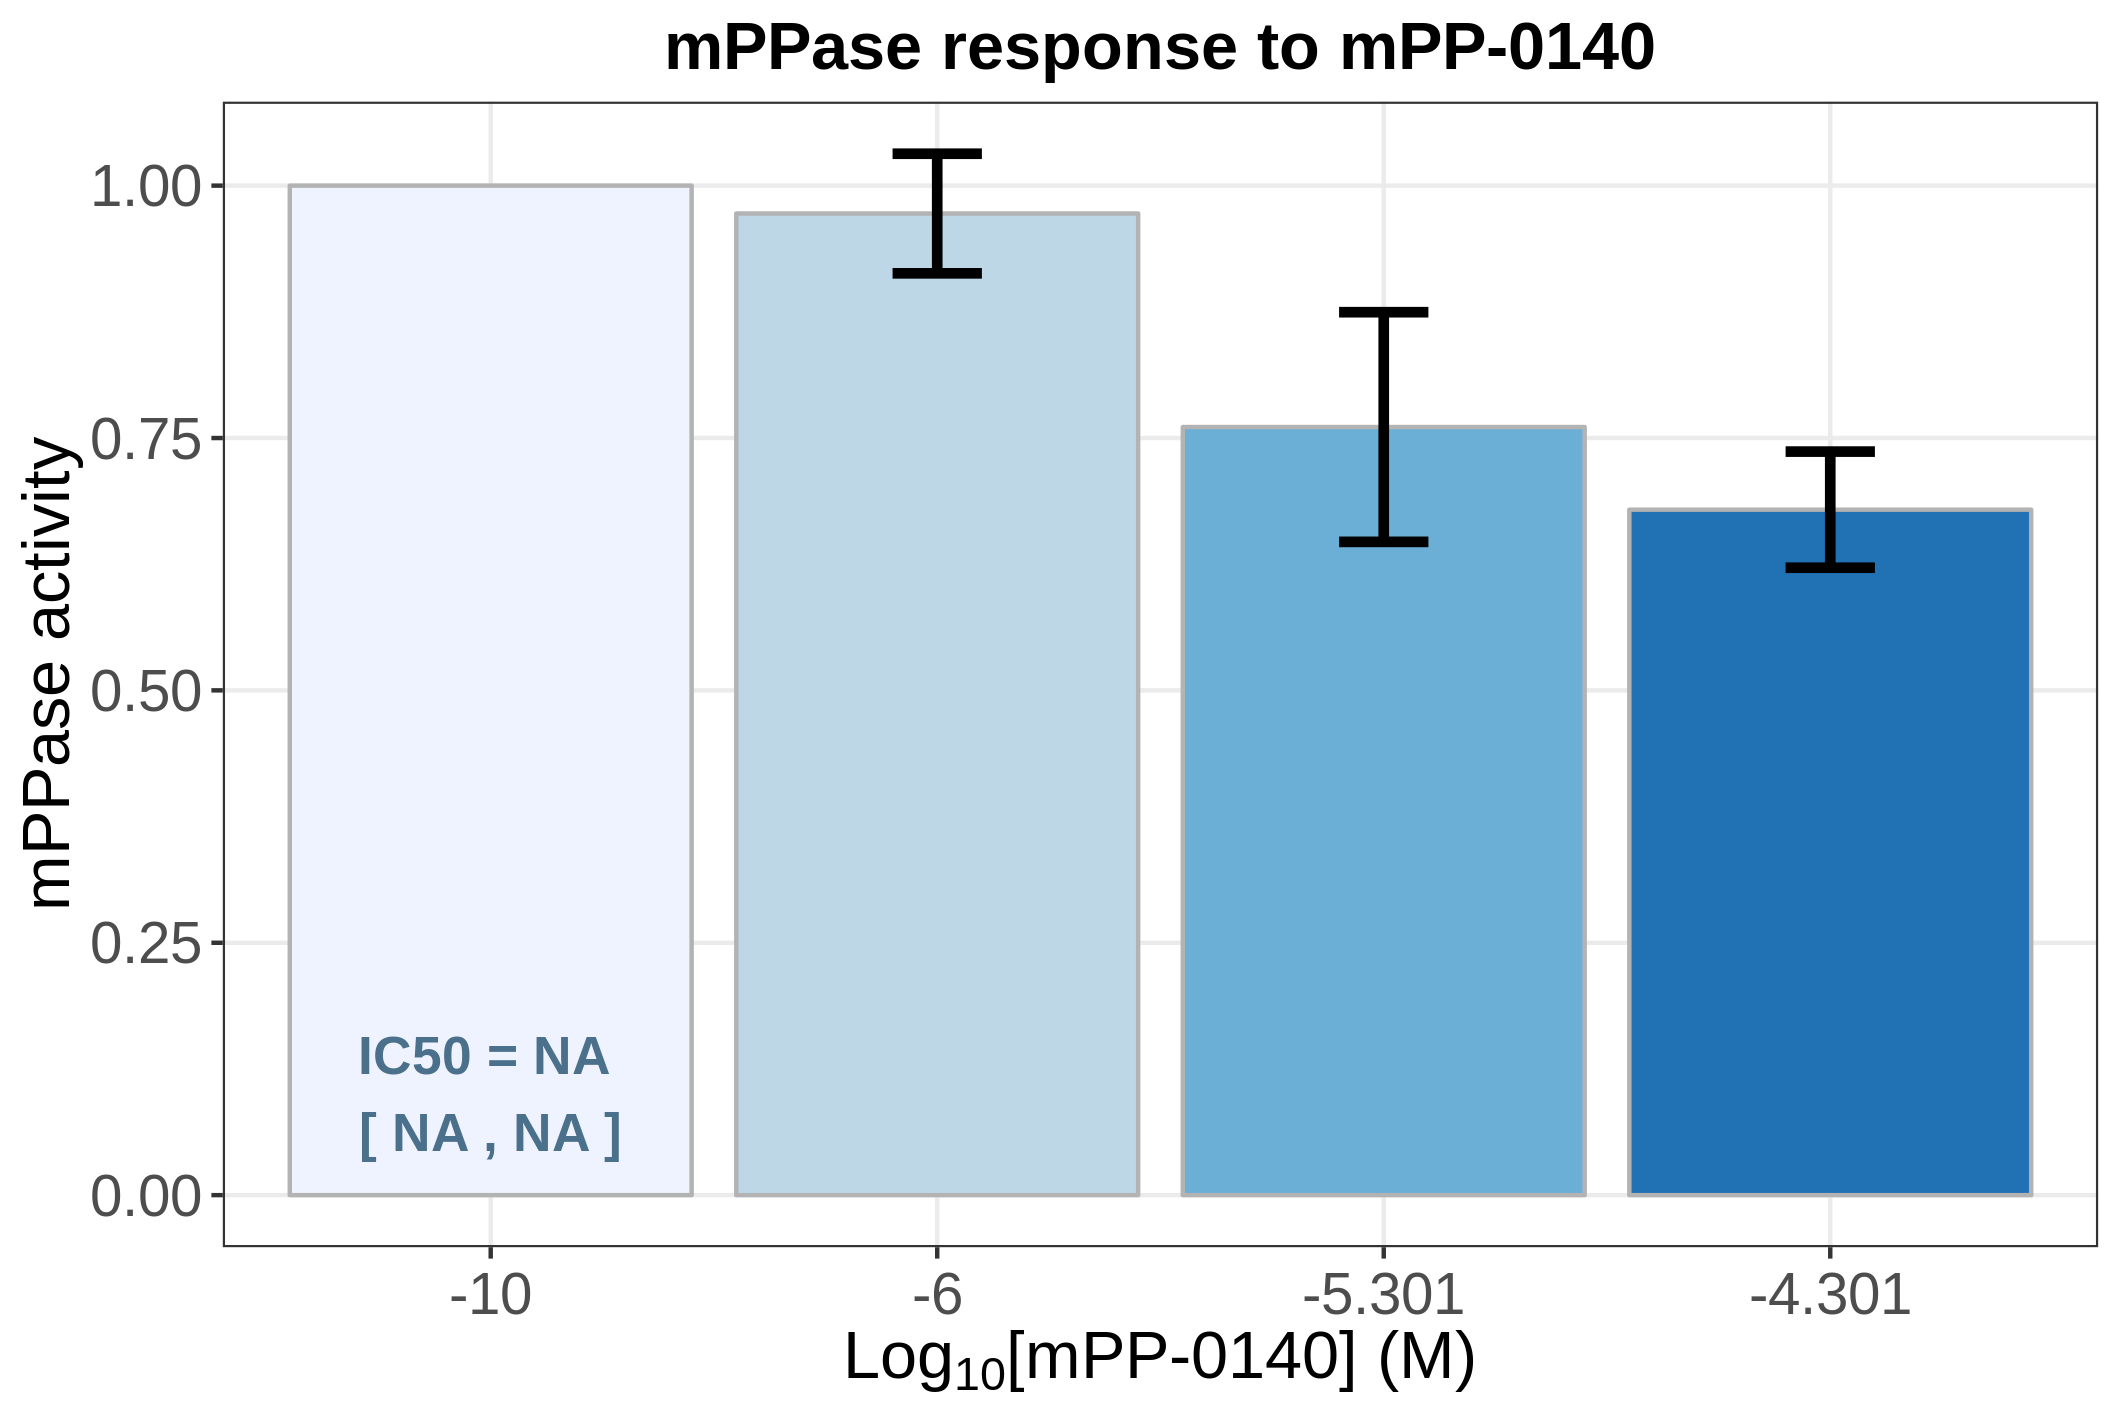 mPPase response to mPP-0140
mPPase activity
1.00
0.75
0.50
0.25
0.00
IC50 = NA
[ NA , NA ]
-10
-6
-5.301
-4.301
Log10[mPP-0140] (M)